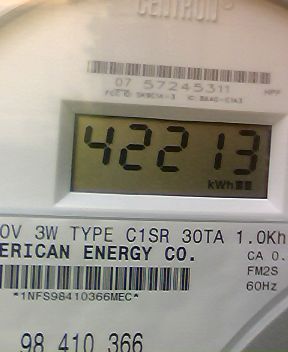 CENTRON®
07 57245311
42213
kWh
0V 3W TYPE C1SR 30TA 1.0Kh
ERICAN ENERGY CO.
CA 0.
FM2S
60Hz
*1NFS98410366MEC*
98 410 366